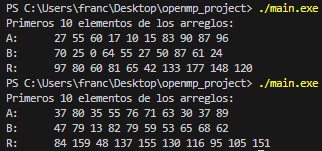 PS C:\Users\franc\Desktop\openmp_project> ./main.exe
Primeros 10 elementos de los arreglos:
A: 27 55 60 17 10 15 83 90 87 96
B: 70 25 0 64 55 27 50 87 61 24
R: 97 80 60 81 65 42 133 177 148 120
PS C:\Users\franc\Desktop\openmp_project> ./main.exe
Primeros 10 elementos de los arreglos:
A: 37 80 35 55 76 71 63 30 37 89
B: 47 79 13 82 79 59 53 65 68 62
R: 84 159 48 137 155 130 116 95 105 151